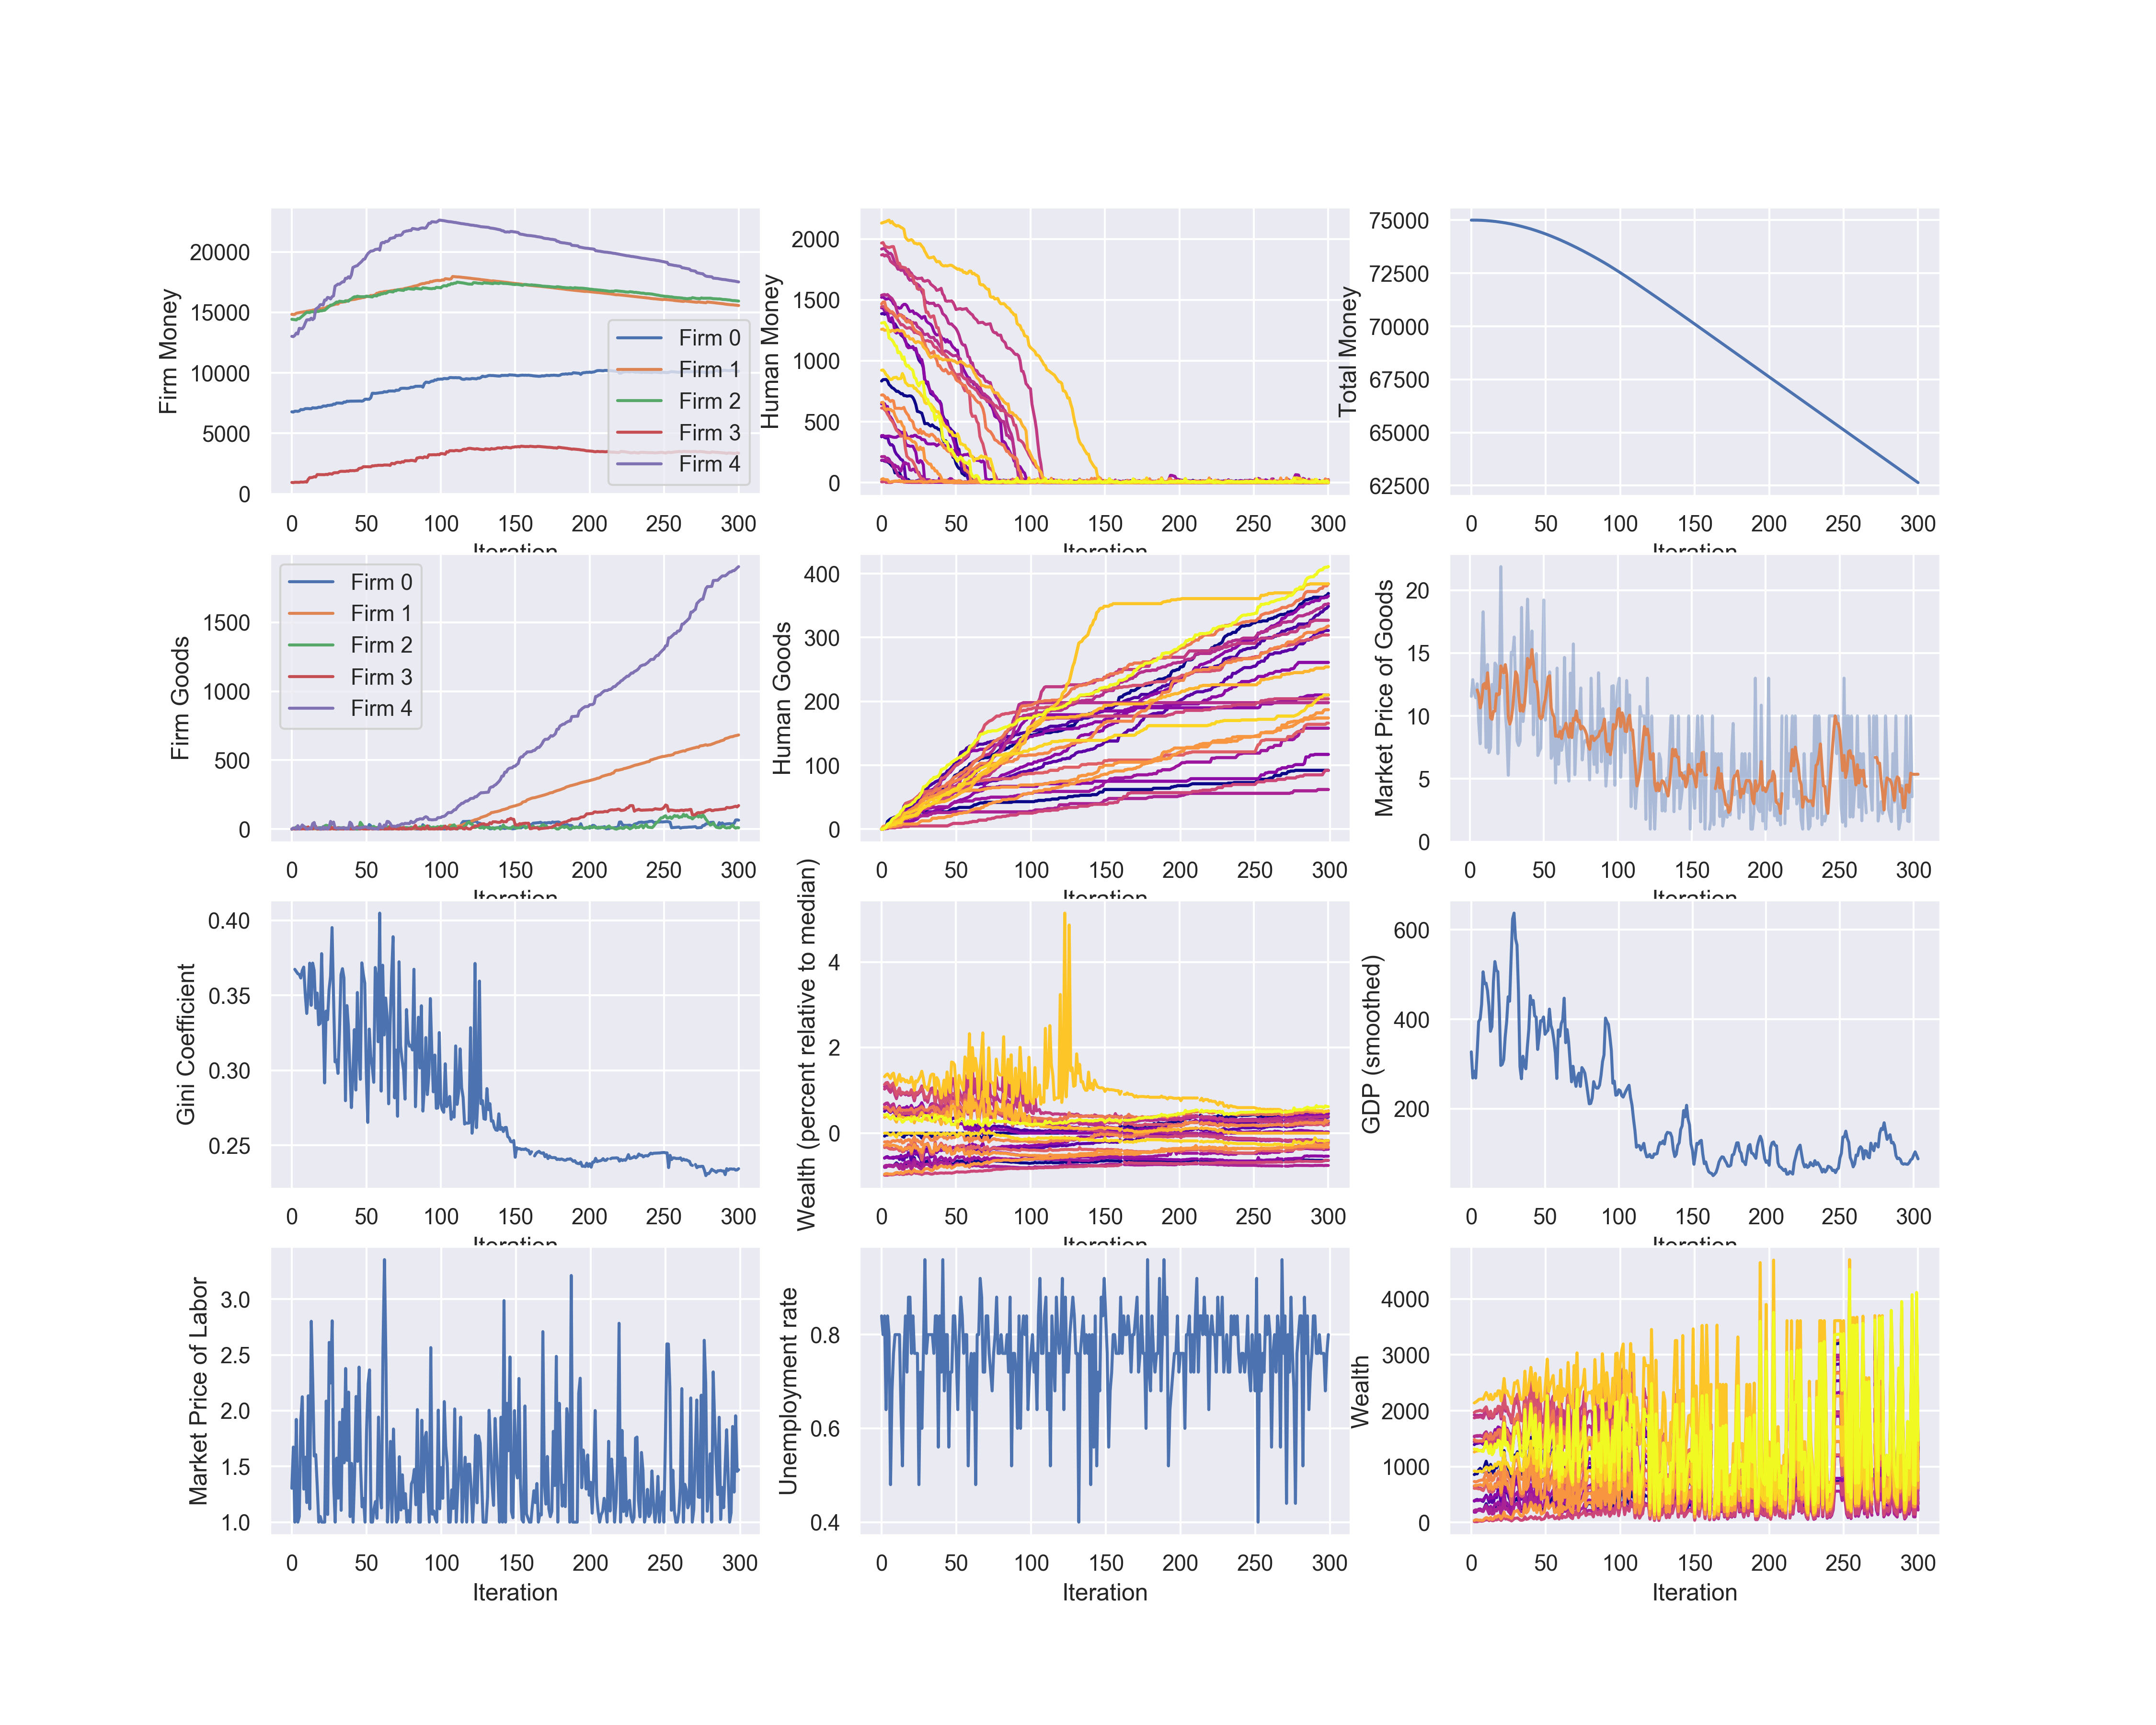 Firm Money
20000
15000
10000
5000
0
0 50 100 150 200 250 300
Iteration
Firm 0
Firm 1
Firm 2
Firm 3
Firm 4
Human Money
2000
1500
1000
500
0
0 50 100 150 200 250 300
Iteration
Total Money
75000
72500
70000
67500
65000
62500
0 50 100 150 200 250 300
Iteration
Firm Goods
1500
1000
500
0
0 50 100 150 200 250 300
Iteration
Firm 0
Firm 1
Firm 2
Firm 3
Firm 4
Human Goods
400
300
200
100
0
0 50 100 150 200 250 300
Iteration
Market Price of Goods
20
15
10
5
0
0 50 100 150 200 250 300
Iteration
Gini Coefficient
0.40
0.35
0.30
0.25
0 50 100 150 200 250 300
Iteration
Wealth (percent relative to median)
4
2
0
0 50 100 150 200 250 300
Iteration
GDP (smoothed)
600
400
200
0 50 100 150 200 250 300
Iteration
Market Price of Labor
3.0
2.5
2.0
1.5
1.0
0 50 100 150 200 250 300
Iteration
Unemployment rate
0.8
0.6
0.4
0 50 100 150 200 250 300
Iteration
Wealth
4000
3000
2000
1000
0
0 50 100 150 200 250 300
Iteration